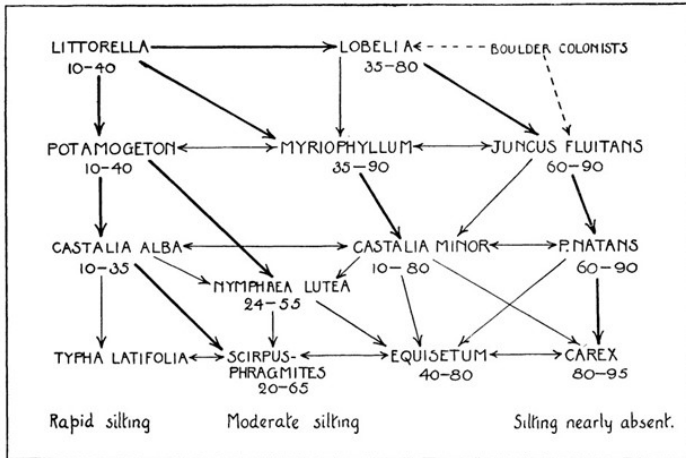 LITTORELLA LOBELIA BOULDER COLONISTS
10-40 35-80
POTAMOGETON MYRIOPHYLLUM JUNCUS FLUITANS
10-40 35-90 60-90
CASTALIA ALBA CASTALIA MINOR P. NATANS
10-35 10-80 60-90
NYMPHAEA LUTEA
24-55
TYPHA LATIFOLIA SCIRPUS- EQUISETUM CAREX
PHRAGMITES 40-80 80-95
20-65
Rapid silting Moderate silting Silting nearly absent.